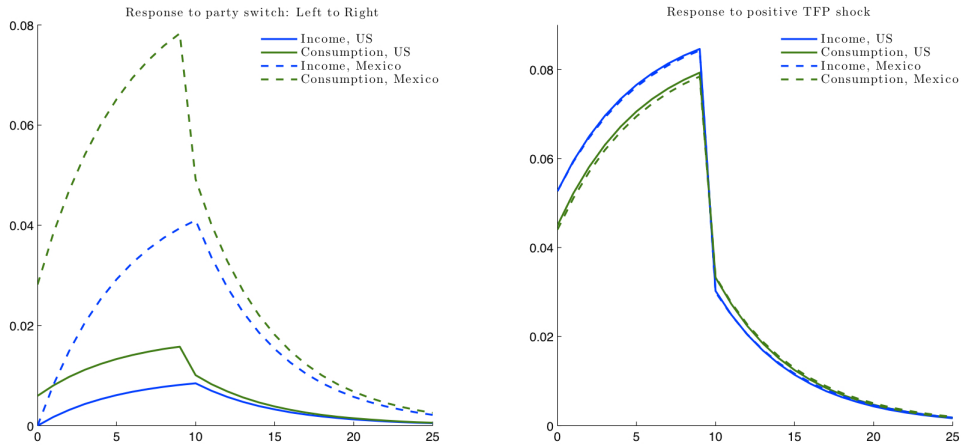 Response to party switch: Left to Right
0.08
0.06
0.04
0.02
0
0
5
10
15
20
25
Income, US
Consumption, US
Income, Mexico
Consumption, Mexico
Response to positive TFP shock
0.08
0.06
0.04
0.02
0
0
5
10
15
20
25
Income, US
Consumption, US
Income, Mexico
Consumption, Mexico